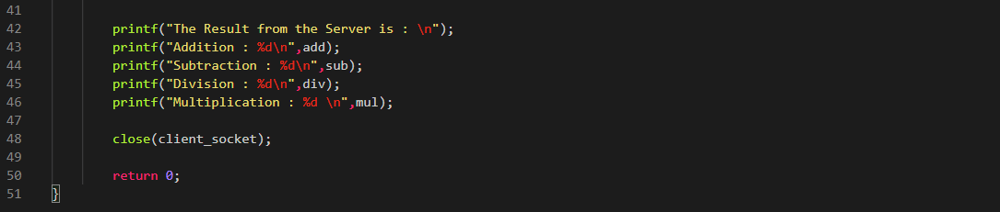 41
42 printf("The Result from the Server is : \n");
43 printf("Addition : %d\n",add);
44 printf("Subtraction : %d\n",sub);
45 printf("Division : %d\n",div);
46 printf("Multiplication : %d \n",mul);
47
48 close(client_socket);
49
50 return 0;
51 }